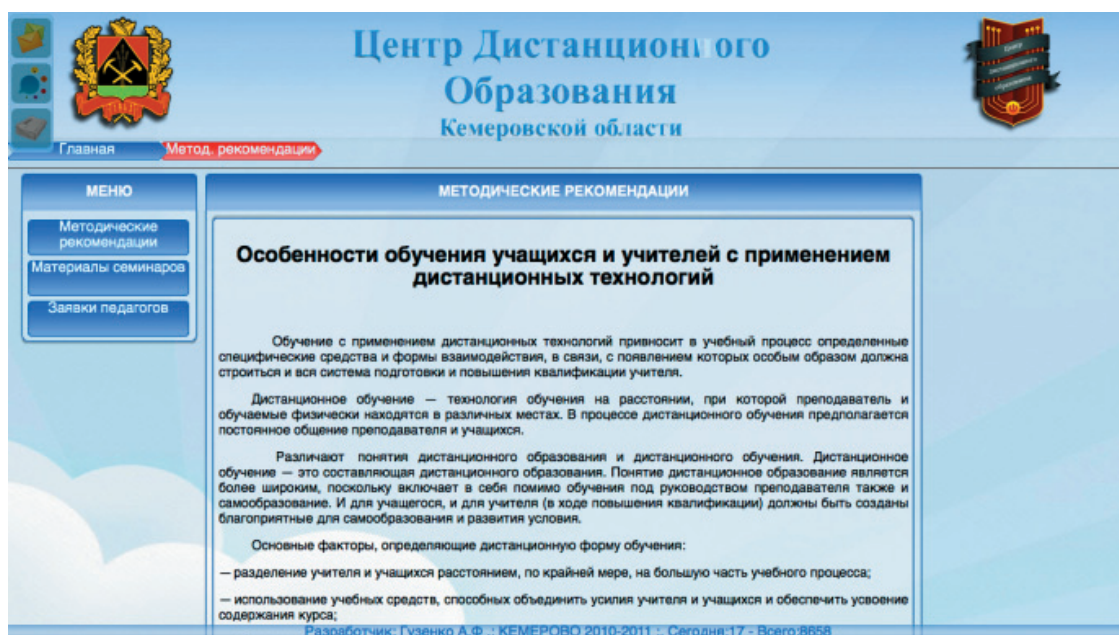 Центр Дистанционного
Образования
Кемеровской области
Центр
дистанционного
образования
Главная
Метод. рекомендации
МЕНЮ
Методические
рекомендации
Материалы семинаров
Заявки педагогов
МЕТОДИЧЕСКИЕ РЕКОМЕНДАЦИИ
Особенности обучения учащихся и учителей с применением
дистанционных технологий
Обучение с применением дистанционных технологий привносит в учебный процесс определенные
специфические средства и формы взаимодействия, в связи, с появлением которых особым образом должна
строиться и вся система подготовки и повышения квалификации учителя.
Дистанционное обучение — технология обучения на расстоянии, при которой преподаватель и
обучаемые физически находятся в различных местах. В процессе дистанционного обучения предполагается
постоянное общение преподавателя и учащихся.
Различают понятия дистанционного образования и дистанционного обучения. Дистанционное
обучение — это составляющая дистанционного образования. Понятие дистанционное образование является
более широким, поскольку включает в себя помимо обучения под руководством преподавателя также и
самообразование. И для учащегося, и для учителя (в ходе повышения квалификации) должны быть созданы
благоприятные для самообразования и развития условия.
Основные факторы, определяющие дистанционную форму обучения:
— разделение учителя и учащихся расстоянием, по крайней мере, на большую часть учебного процесса;
— использование учебных средств, способных объединить усилия учителя и учащихся и обеспечить усвоение
содержания курса;
Разработчик: Гузенко А.Ф. .: КЕМЕРОВО 2010-2011 :. Сегодня:17 - Всего:8658